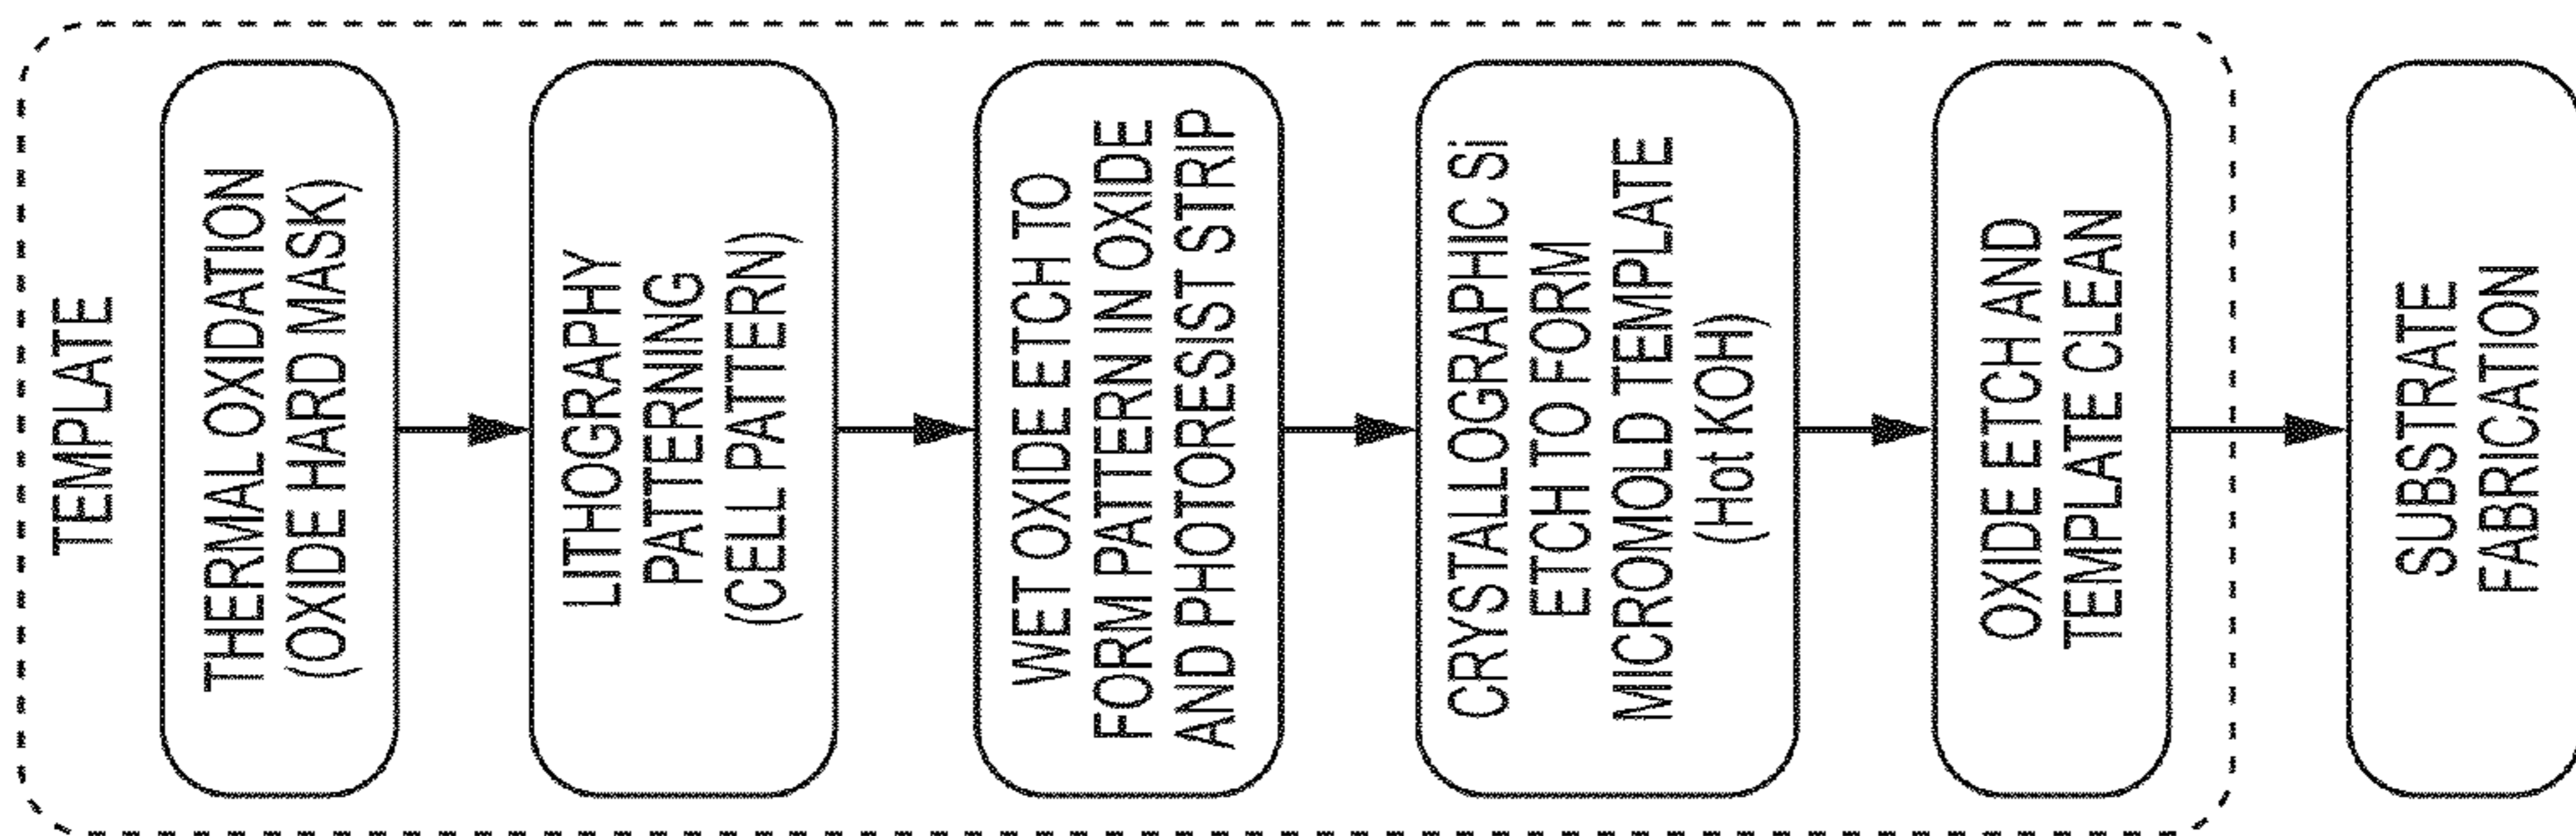 TEMPLATE
THERMAL OXIDATION
(OXIDE HARD MASK)
LITHOGRAPHY
PATTERNING
(CELL PATTERN)
WET OXIDE ETCH TO
FORM PATTERN IN OXIDE
AND PHOTORESIST STRIP
CRYSTALLOGRAPHIC Si
ETCH TO FORM
MICROMOLD TEMPLATE
(Hot KOH)
OXIDE ETCH AND
TEMPLATE CLEAN
SUBSTRATE
FABRICATION